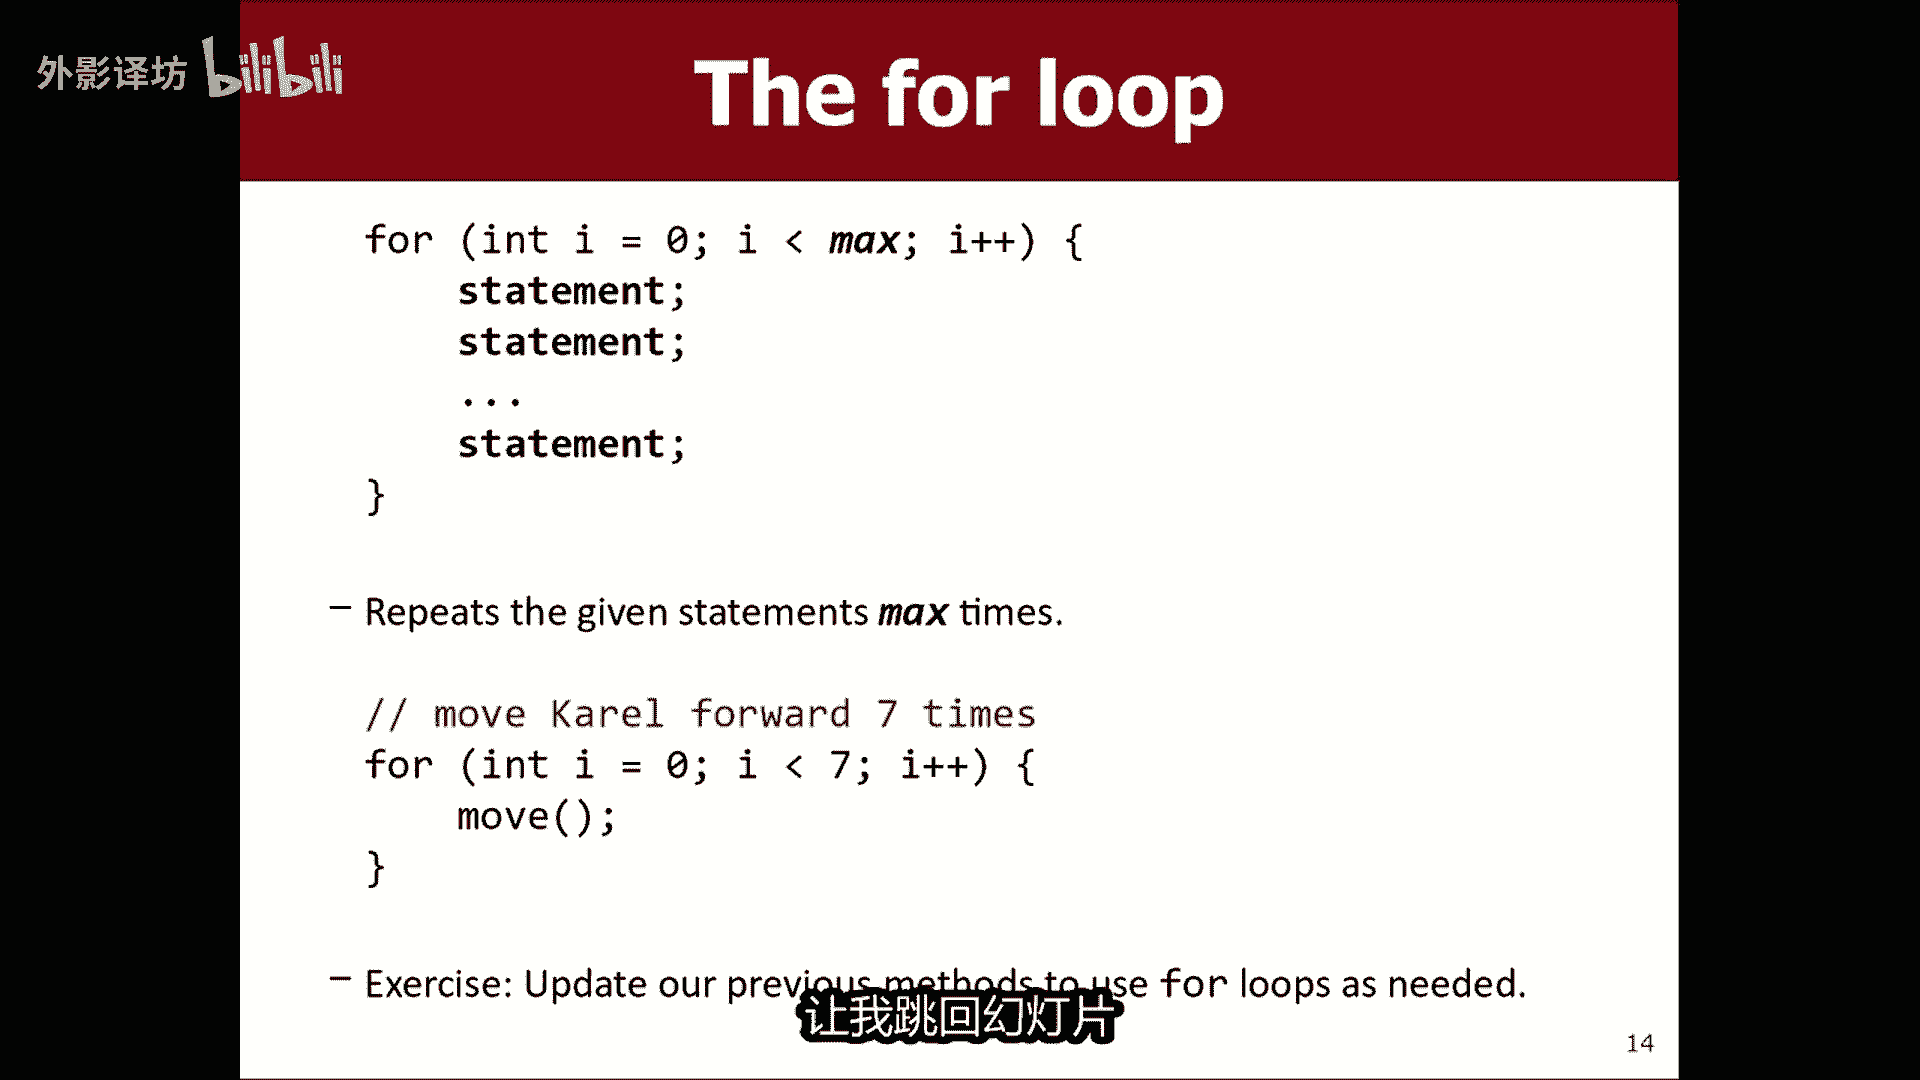 外影译坊 bilibili
The for loop
for (int i = 0; i < max; i++) {
    statement;
    statement;
    ...
    statement;
}
– Repeats the given statements max times.
// move Karel forward 7 times
for (int i = 0; i < 7; i++) {
    move();
}
– Exercise: Update our previous methods to use for loops as needed.
让我跳回幻灯片
14